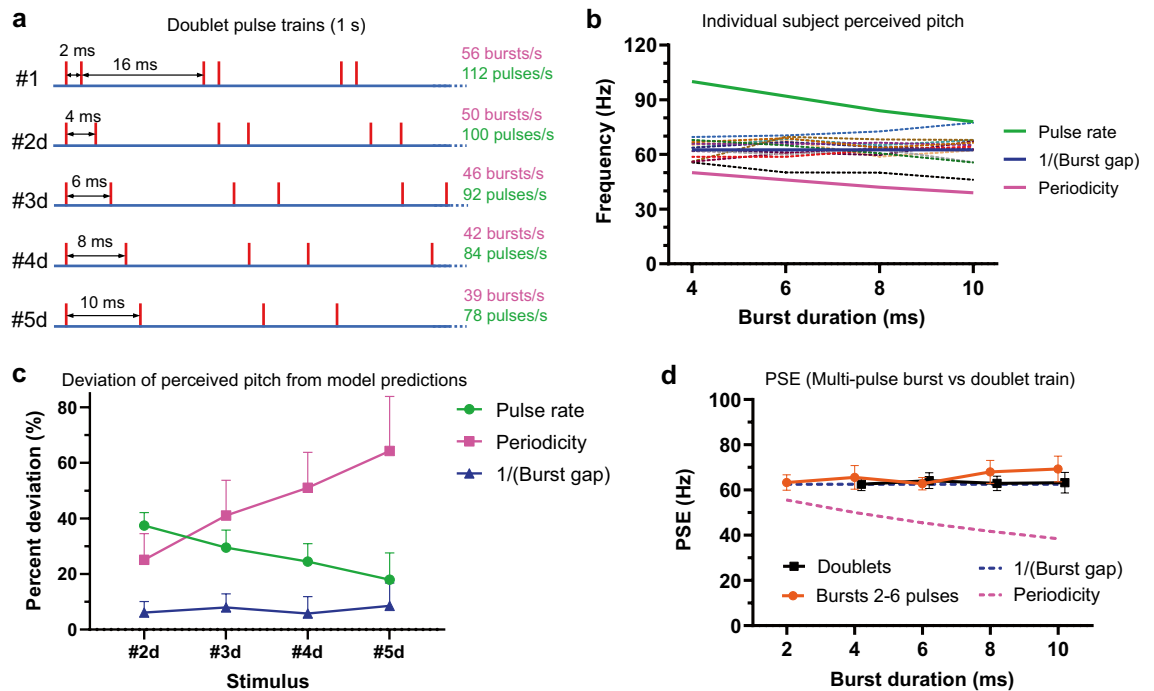 a
Doublet pulse trains (1 s)
2 ms
16 ms
#1
56 bursts/s
112 pulses/s
4 ms
#2d
50 bursts/s
100 pulses/s
6 ms
#3d
46 bursts/s
92 pulses/s
8 ms
#4d
42 bursts/s
84 pulses/s
10 ms
#5d
39 bursts/s
78 pulses/s
b
Individual subject perceived pitch
Frequency (Hz)
120
90
60
30
0
4 6 8 10
Burst duration (ms)
Pulse rate
1/(Burst gap)
Periodicity
c
Deviation of perceived pitch from model predictions
Percent deviation (%)
80
60
40
20
0
#2d #3d #4d #5d
Stimulus
Pulse rate
Periodicity
1/(Burst gap)
d
PSE (Multi-pulse burst vs doublet train)
PSE (Hz)
100
80
60
40
20
0
2 4 6 8 10
Burst duration (ms)
Doublets
Bursts 2-6 pulses
1/(Burst gap)
Periodicity